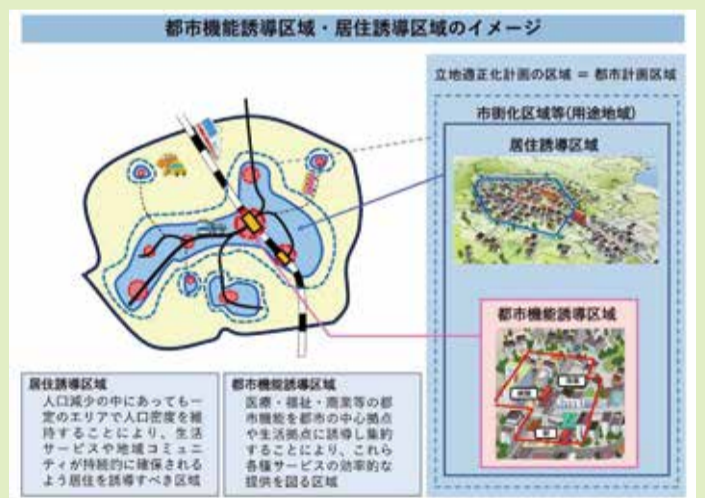 都市機能誘導区域・居住誘導区域のイメージ
立地適正化計画の区域 ＝ 都市計画区域
市街化区域等(用途地域)
居住誘導区域
都市機能誘導区域
居住誘導区域
人口減少の中にあっても一
定のエリアで人口密度を維
持することにより、生活
サービスや地域コミュニ
ティが持続的に確保される
よう居住を誘導すべき区域
都市機能誘導区域
医療・福祉・商業等の都
市機能を都市の中心拠点
や生活拠点に誘導し集約
することにより、これら
各種サービスの効率的な
提供を図る区域